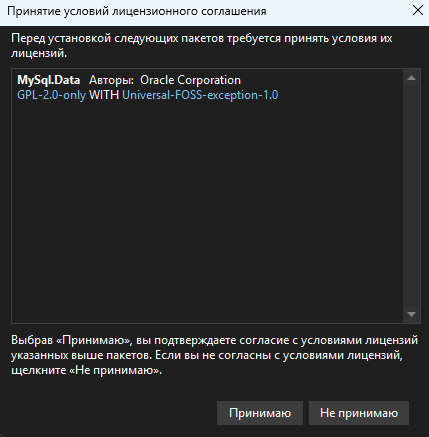 Принятие условий лицензионного соглашения
Перед установкой следующих пакетов требуется принять условия их
лицензий.
MySql.Data Авторы: Oracle Corporation
GPL-2.0-only WITH Universal-FOSS-exception-1.0
Выбрав «Принимаю», вы подтверждаете согласие с условиями лицензий
указанных выше пакетов. Если вы не согласны с условиями лицензий,
щелкните «Не принимаю».
Принимаю Не принимаю